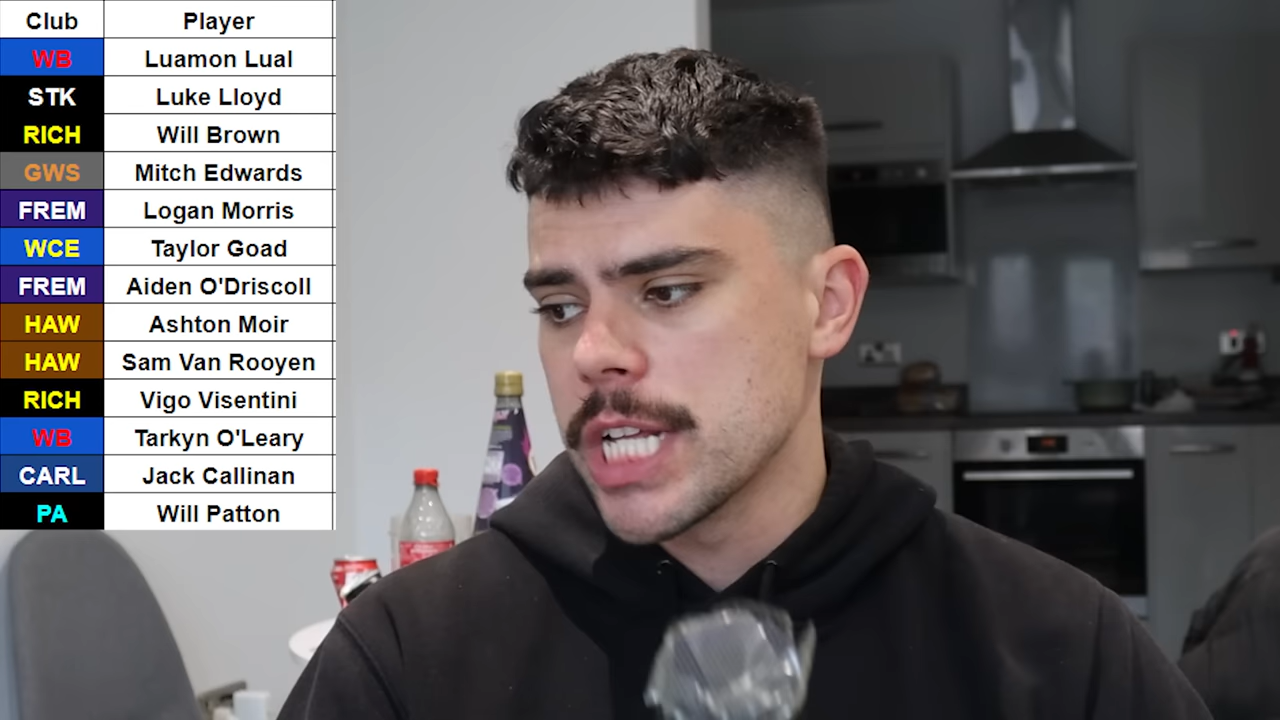 Club Player
WB Luamon Lual
STK Luke Lloyd
RICH Will Brown
GWS Mitch Edwards
FREM Logan Morris
WCE Taylor Goad
FREM Aiden O'Driscoll
HAW Ashton Moir
HAW Sam Van Rooyen
RICH Vigo Visentini
WB Tarkyn O'Leary
CARL Jack Callinan
PA Will Patton